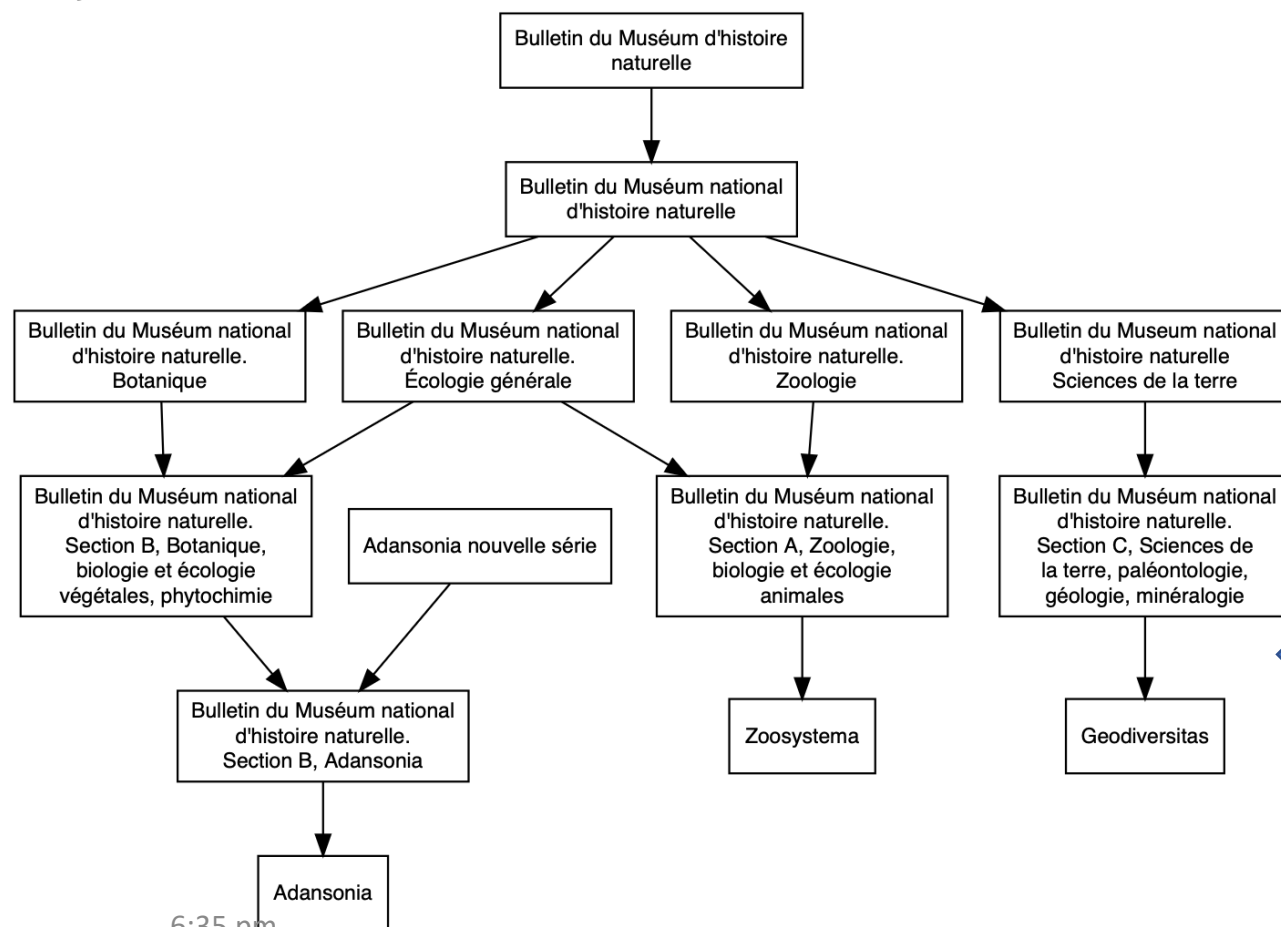 Bulletin du Muséum d'histoire
naturelle
Bulletin du Muséum national
d'histoire naturelle
Bulletin du Muséum national
d'histoire naturelle.
Botanique
Bulletin du Muséum national
d'histoire naturelle.
Écologie générale
Bulletin du Muséum national
d'histoire naturelle.
Zoologie
Bulletin du Museum national
d'histoire naturelle
Sciences de la terre
Bulletin du Muséum national
d'histoire naturelle.
Section B, Botanique,
biologie et écologie
végétales, phytochimie
Adansonia nouvelle série
Bulletin du Muséum national
d'histoire naturelle.
Section A, Zoologie,
biologie et écologie
animales
Bulletin du Muséum national
d'histoire naturelle.
Section C, Sciences de
la terre, paléontologie,
géologie, minéralogie
Bulletin du Muséum national
d'histoire naturelle.
Section B, Adansonia
Zoosystema
Geodiversitas
Adansonia
6:35 pm